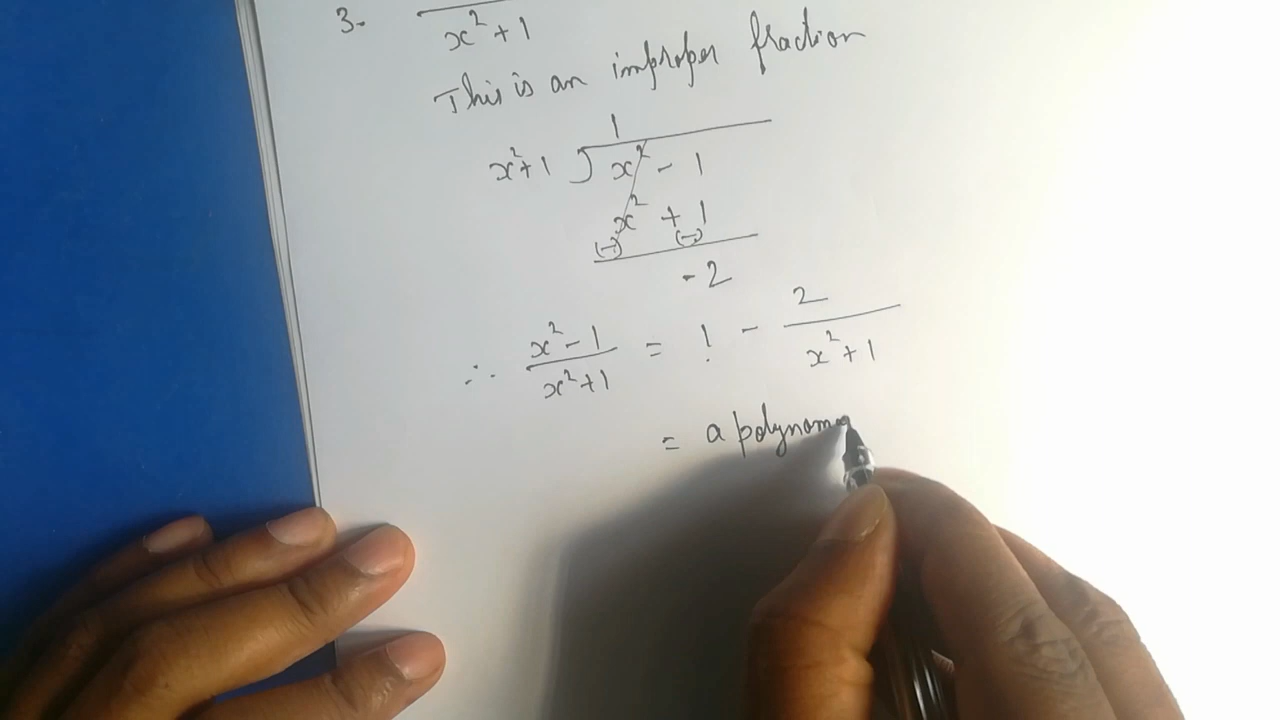 3. x²+1
This is an improper fraction
1
x²+1 ) x² - 1
x² + 1
(-) (-)
-2
∴ x²-1 / x²+1 = 1 - 2 / x²+1
= a polynom